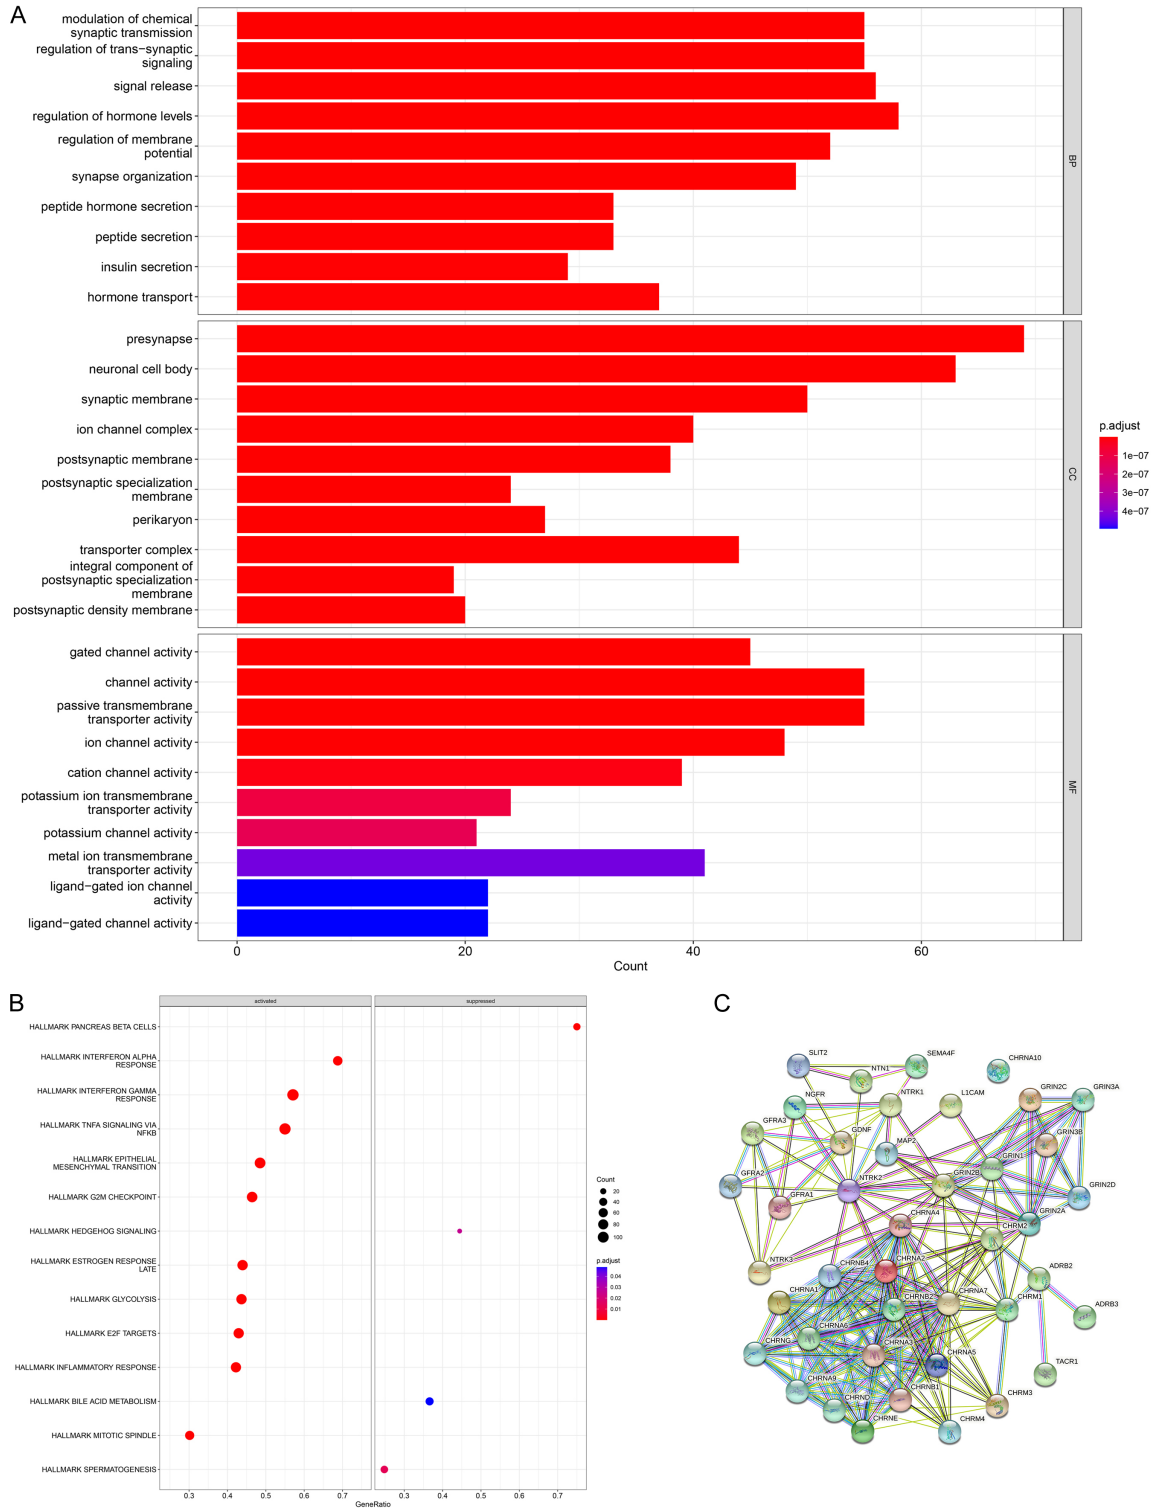 A
modulation of chemical
synaptic transmission
regulation of trans−synaptic
signaling
signal release
regulation of hormone levels
regulation of membrane
potential
synapse organization
peptide hormone secretion
peptide secretion
insulin secretion
hormone transport
BP
presynapse
neuronal cell body
synaptic membrane
ion channel complex
postsynaptic membrane
postsynaptic specialization
membrane
perikaryon
transporter complex
integral component of
postsynaptic specialization
membrane
postsynaptic density membrane
CC
gated channel activity
channel activity
passive transmembrane
transporter activity
ion channel activity
cation channel activity
potassium ion transmembrane
transporter activity
potassium channel activity
metal ion transmembrane
transporter activity
ligand−gated ion channel
activity
ligand−gated channel activity
MF
0 20 40 60
Count
p.adjust
1e−07
2e−07
3e−07
4e−07
B
activated suppressed
HALLMARK PANCREAS BETA CELLS
HALLMARK INTERFERON ALPHA
RESPONSE
HALLMARK INTERFERON GAMMA
RESPONSE
HALLMARK TNFA SIGNALING VIA
NFKB
HALLMARK EPITHELIAL
MESENCHYMAL TRANSITION
HALLMARK G2M CHECKPOINT
HALLMARK HEDGEHOG SIGNALING
HALLMARK ESTROGEN RESPONSE
LATE
HALLMARK GLYCOLYSIS
HALLMARK E2F TARGETS
HALLMARK INFLAMMATORY RESPONSE
HALLMARK BILE ACID METABOLISM
HALLMARK MITOTIC SPINDLE
HALLMARK SPERMATOGENESIS
0.3 0.4 0.5 0.6 0.7 0.3 0.4 0.5 0.6 0.7
GeneRatio
Count
20
40
60
80
100
p.adjust
0.04
0.03
0.02
0.01
C
SLIT2
SEMA4F
NTN1
CHRNA10
NGFR
NTRK1
L1CAM
GRIN2C
GRIN3A
GFRA3
GDNF
MAP2
GRIN3B
GRIN1
GFRA2
GFRA1
NTRK2
GRIN2B
GRIN2D
GRIN2A
CHRNA4
CHRM2
NTRK3
CHRNB4
CHRNA2
ADRB2
CHRNA1
CHRNB2
CHRNA7
CHRM1
ADRB3
CHRNA6
CHRNG
CHRNA3
CHRNA5
TACR1
CHRNA9
CHRND
CHRNB1
CHRM3
CHRNE
CHRM4